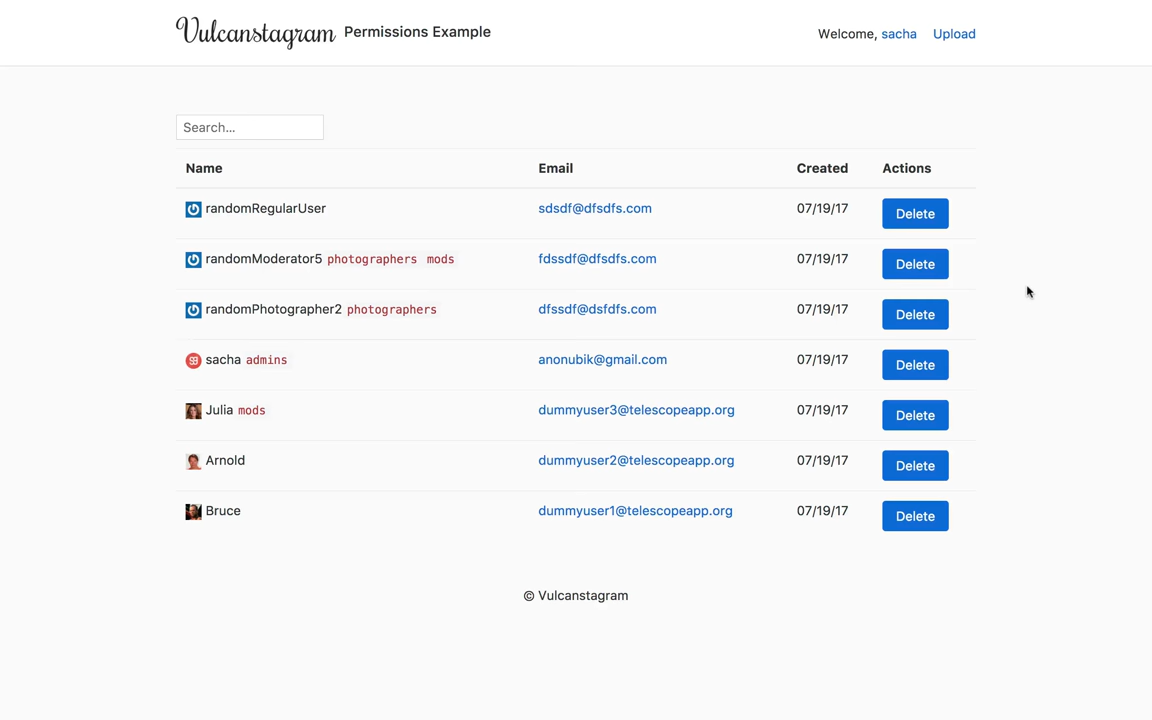 Vulcanstagram Permissions Example Welcome, sacha Upload
Search...
Name Email Created Actions
randomRegularUser sdsdf@dfsdfs.com 07/19/17 Delete
randomModerator5 photographers mods fdssdf@dfsdfs.com 07/19/17 Delete
randomPhotographer2 photographers dfssdf@dsfdfs.com 07/19/17 Delete
sacha admins anonubik@gmail.com 07/19/17 Delete
Julia mods dummyuser3@telescopeapp.org 07/19/17 Delete
Arnold dummyuser2@telescopeapp.org 07/19/17 Delete
Bruce dummyuser1@telescopeapp.org 07/19/17 Delete
© Vulcanstagram